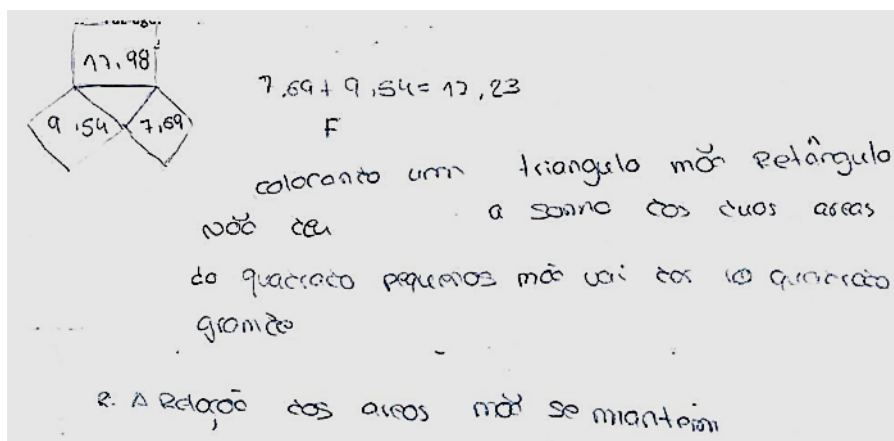 17,98
9,54 7,69
7,69 + 9,54 = 17,23
F
colocando um triangulo não Retângulo
Não deu a soma das duas areas
do quadrado pequenos não vai dar o quadrado
grande
R. A Relação das areas não se mantem